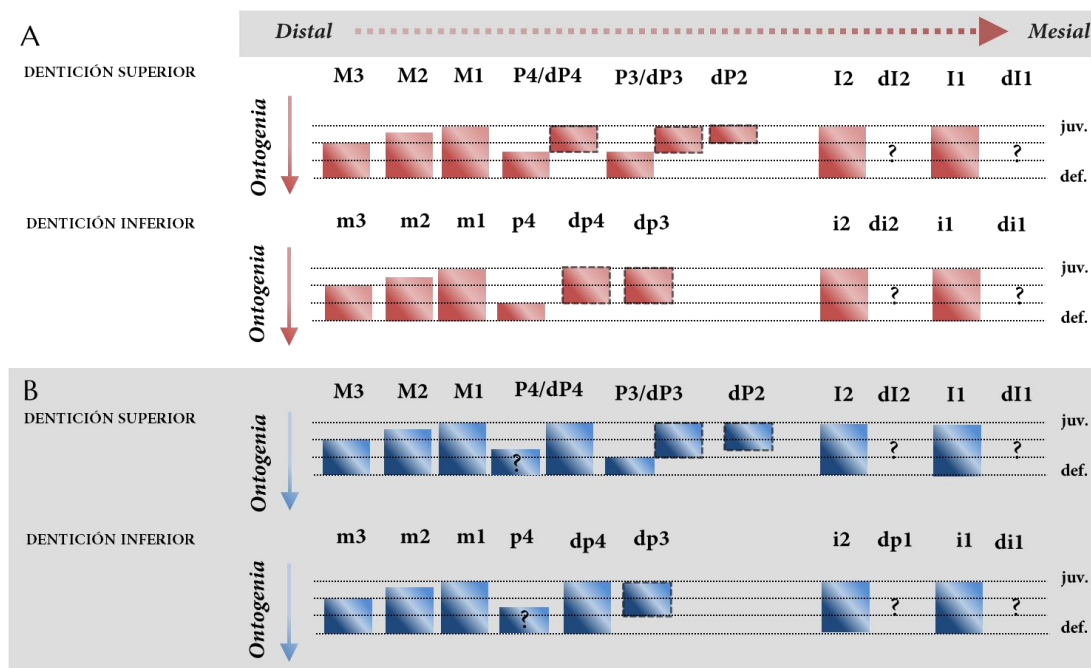 Distal Mesial
A
DENTICIÓN SUPERIOR
M3 M2 M1 P4/dP4 P3/dP3 dP2 I2 dI2 I1 dI1
Ontogenia
juv.
? ?
def.
DENTICIÓN INFERIOR
m3 m2 m1 p4 dp4 dp3 i2 di2 i1 di1
Ontogenia
juv.
? ?
def.
B
DENTICIÓN SUPERIOR
M3 M2 M1 P4/dP4 P3/dP3 dP2 I2 dI2 I1 dI1
Ontogenia
juv.
? ? ?
def.
DENTICIÓN INFERIOR
m3 m2 m1 p4 dp4 dp3 i2 dp1 i1 di1
Ontogenia
juv.
? ? ?
def.